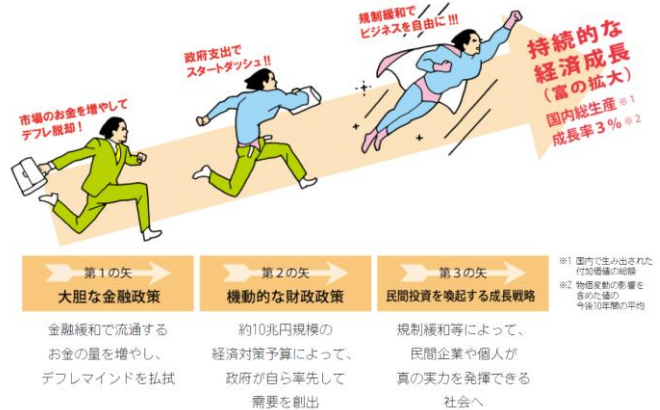 市場のお金を増やして
デフレ脱却！
政府支出で
スタートダッシュ!!
規制緩和で
ビジネスを自由に!!!
持続的な
経済成長
（富の拡大）
国内総生産※1
成長率3％※2
第1の矢
大胆な金融政策
金融緩和で流通する
お金の量を増やし、
デフレマインドを払拭
第2の矢
機動的な財政政策
約10兆円規模の
経済対策予算によって、
政府が自ら率先して
需要を創出
第3の矢
民間投資を喚起する成長戦略
規制緩和等によって、
民間企業や個人が
真の実力を発揮できる
社会へ
※1 国内で生み出された
付加価値の総額
※2 物価変動の影響を
含めた値の
今後10年間の平均